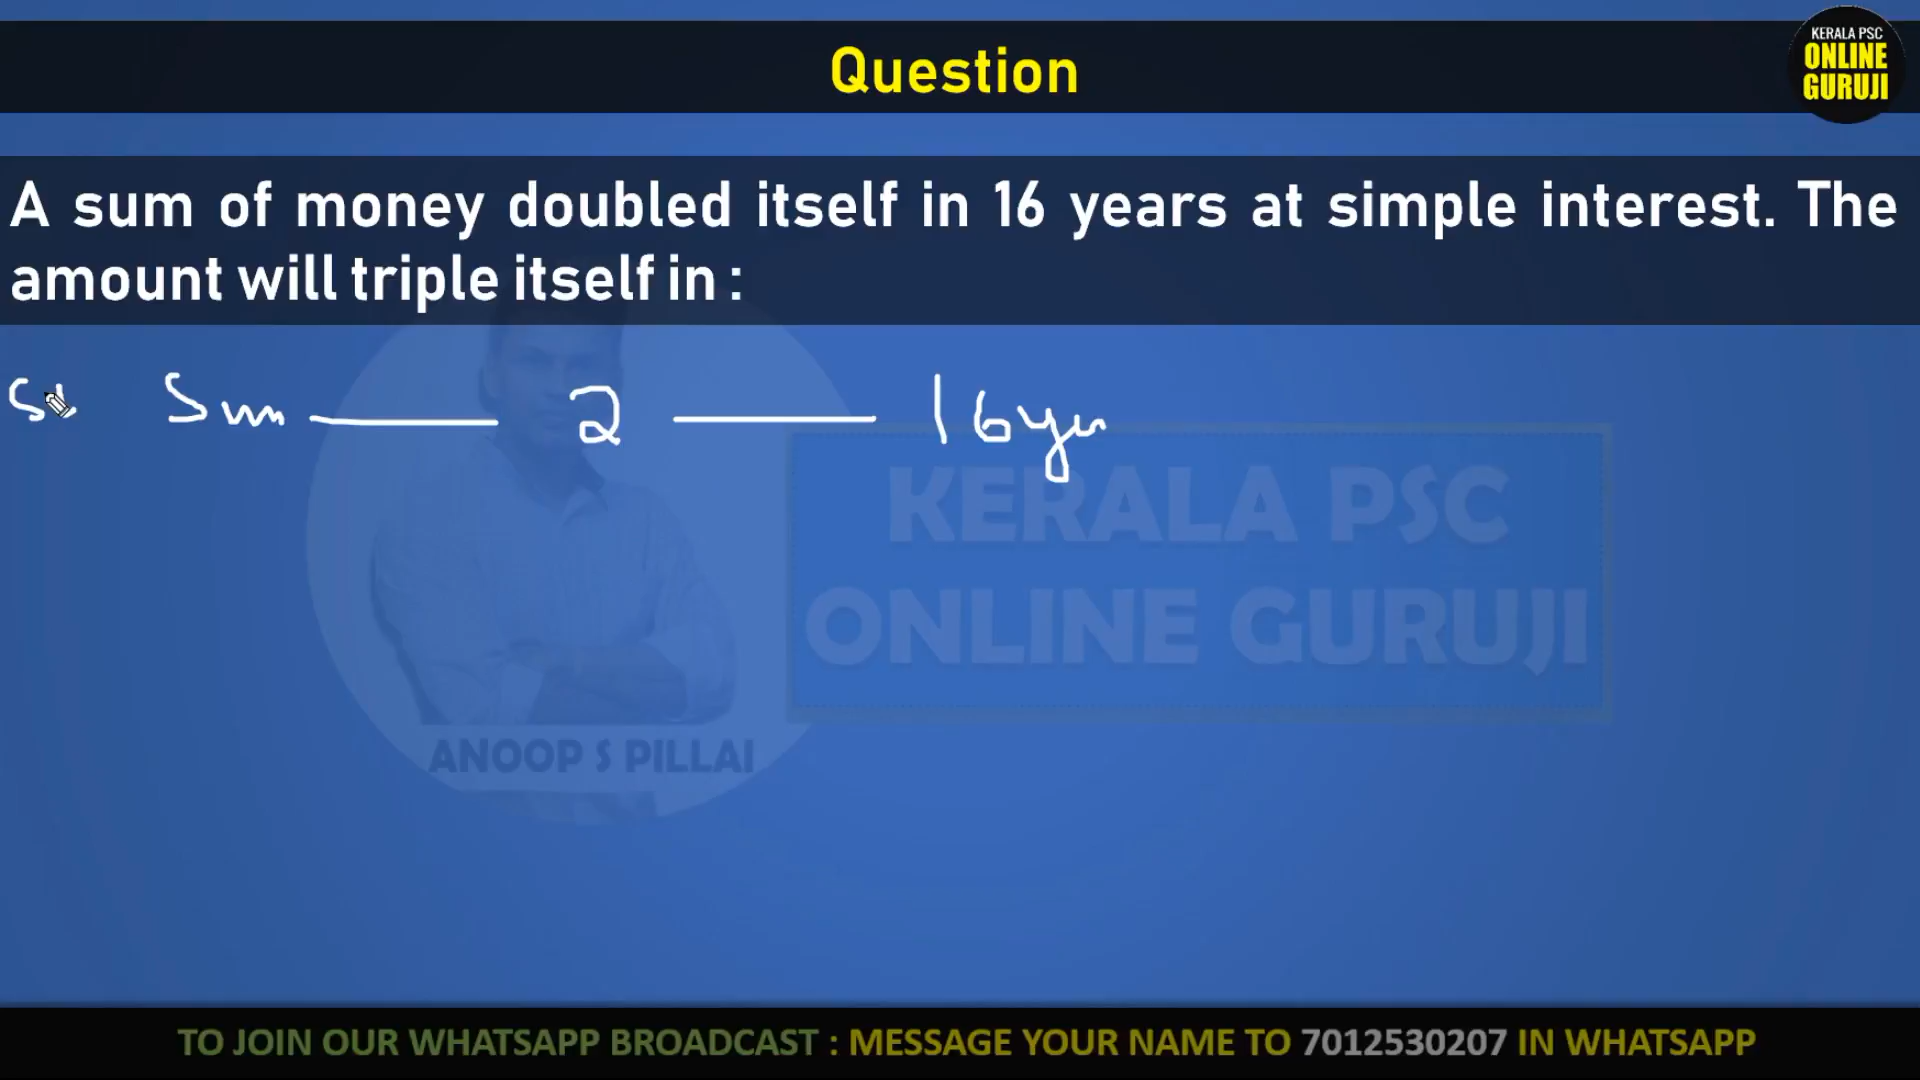 Question
KERALA PSC
ONLINE
GURUJI
A sum of money doubled itself in 16 years at simple interest. The
amount will triple itself in :
Sum 2 16yrs
KERALA PSC
ONLINE GURUJI
ANOOP S PILLAI
TO JOIN OUR WHATSAPP BROADCAST : MESSAGE YOUR NAME TO 7012530207 IN WHATSAPP